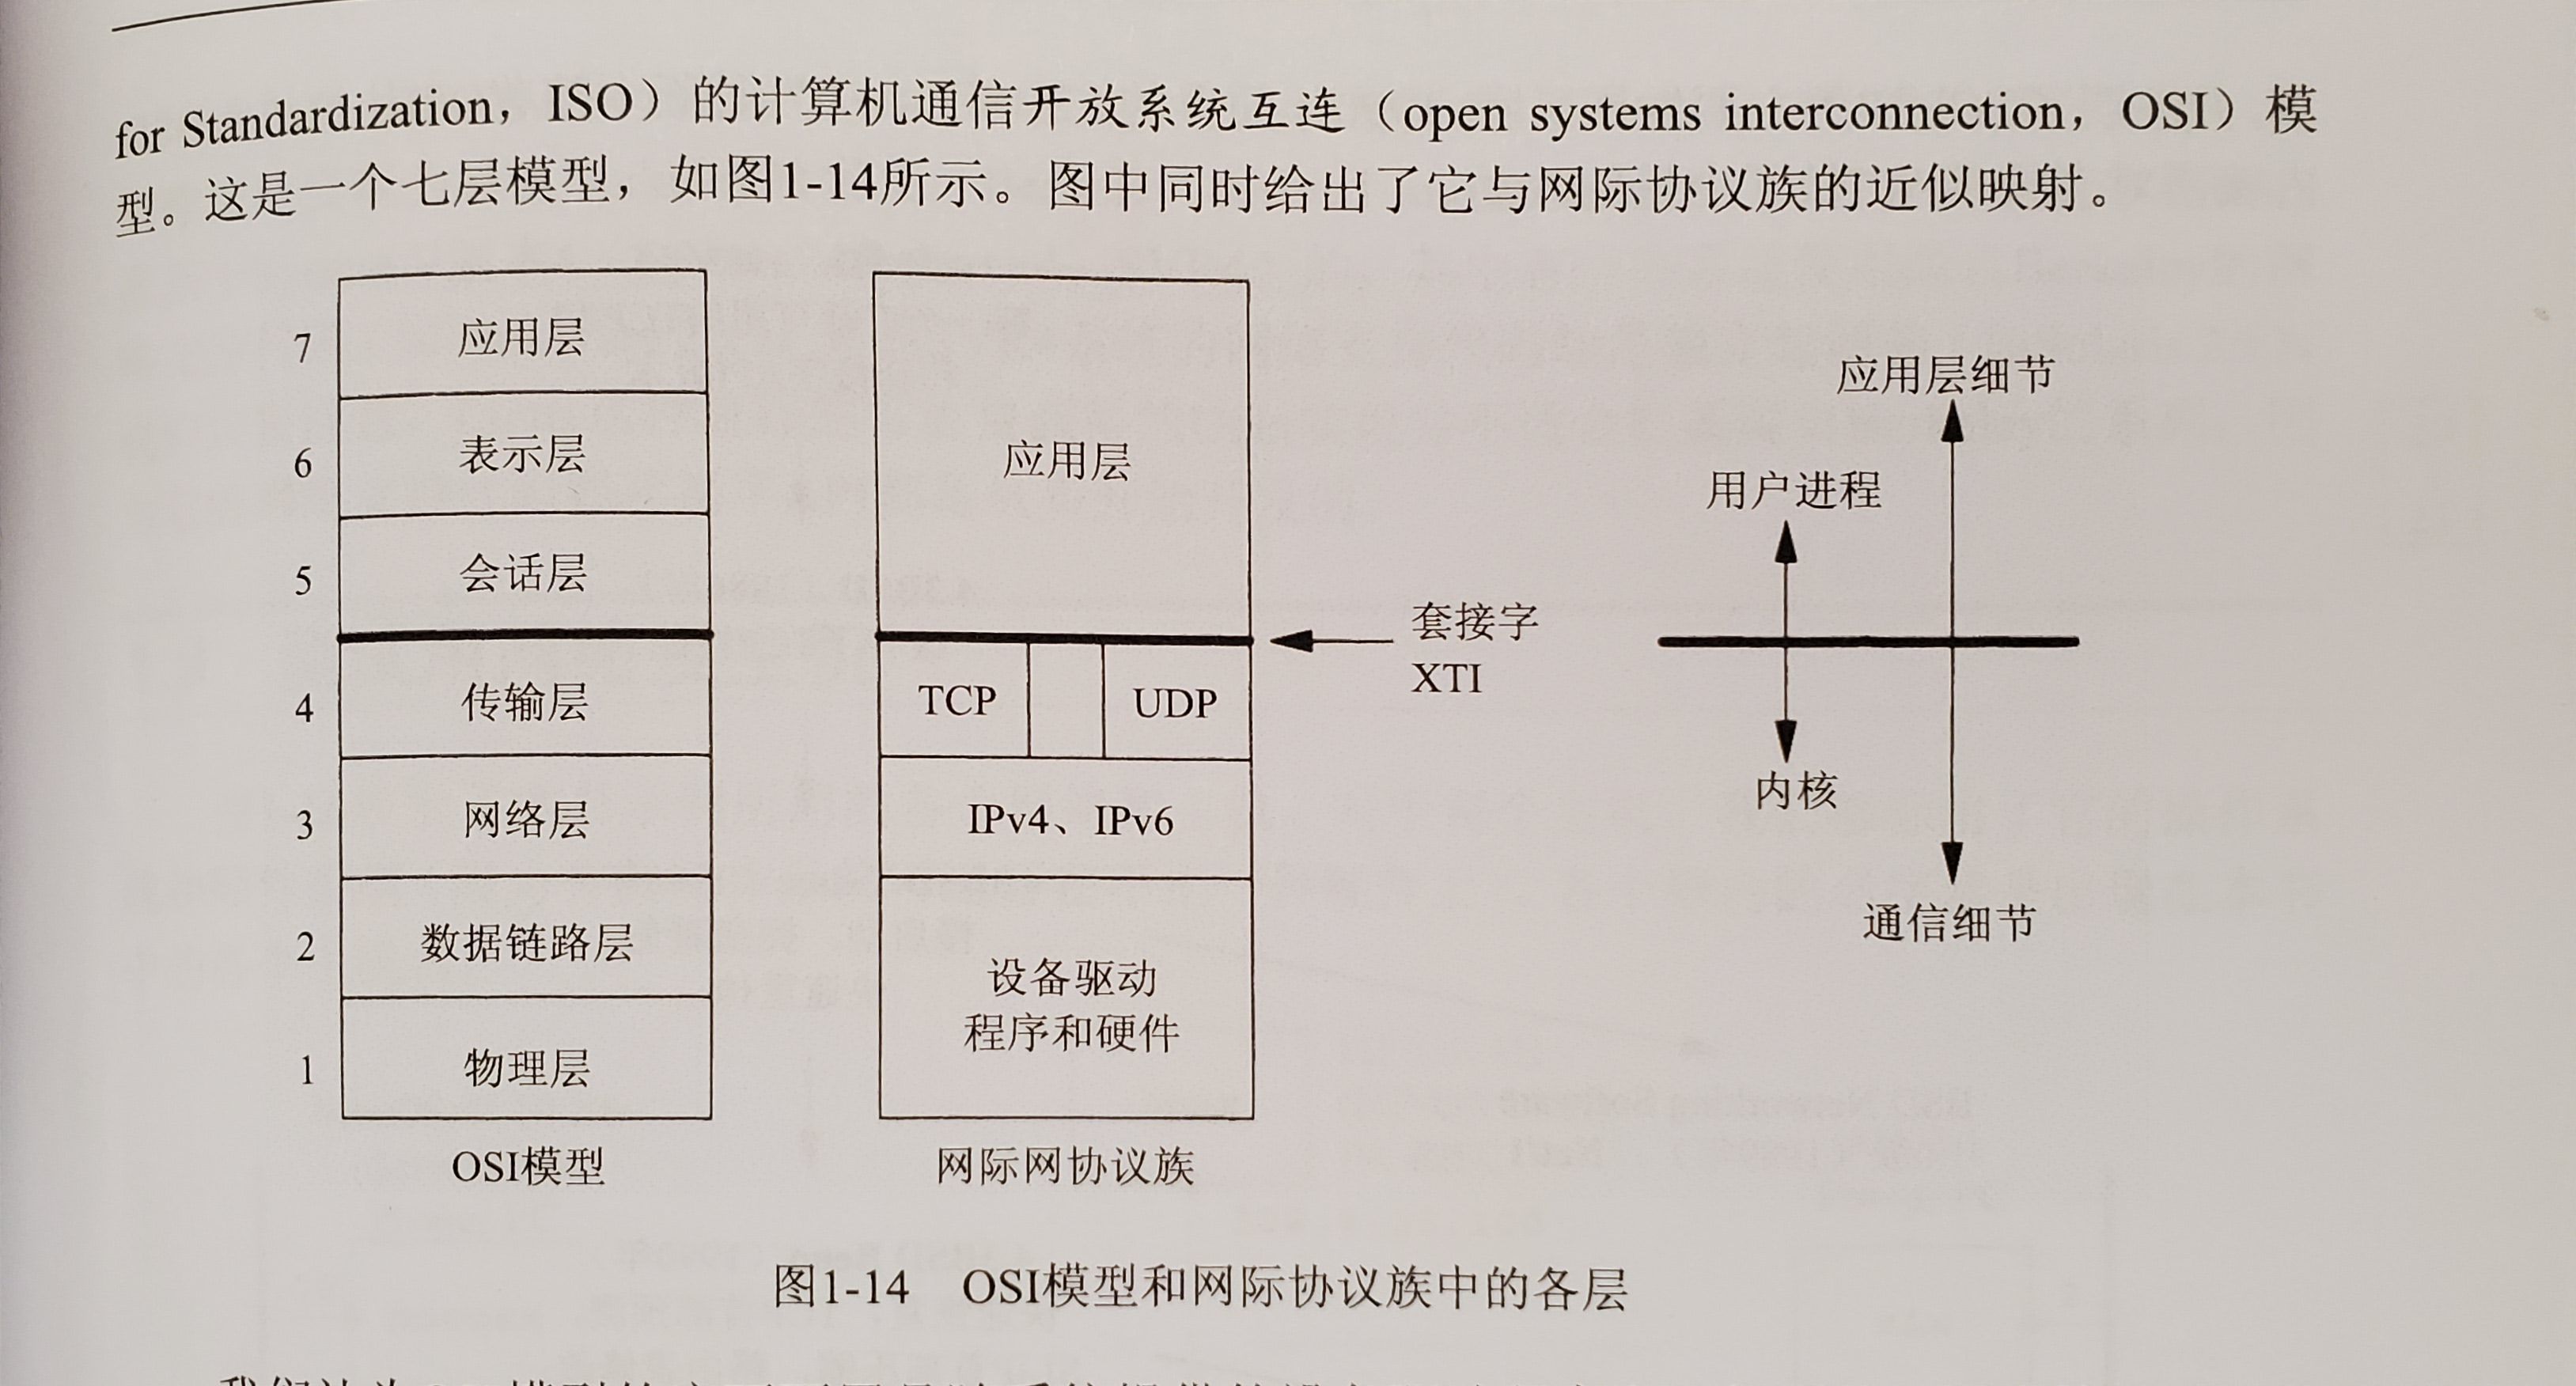 for Standardization，ISO）的计算机通信开放系统互连（open systems interconnection，OSI）模
型。这是一个七层模型，如图1-14所示。图中同时给出了它与网际协议族的近似映射。
7 应用层
6 表示层
5 会话层
4 传输层
3 网络层
2 数据链路层
1 物理层
OSI模型
应用层
TCP UDP
IPv4、IPv6
设备驱动
程序和硬件
网际网协议族
套接字
XTI
应用层细节
用户进程
内核
通信细节
图1-14 OSI模型和网际协议族中的各层